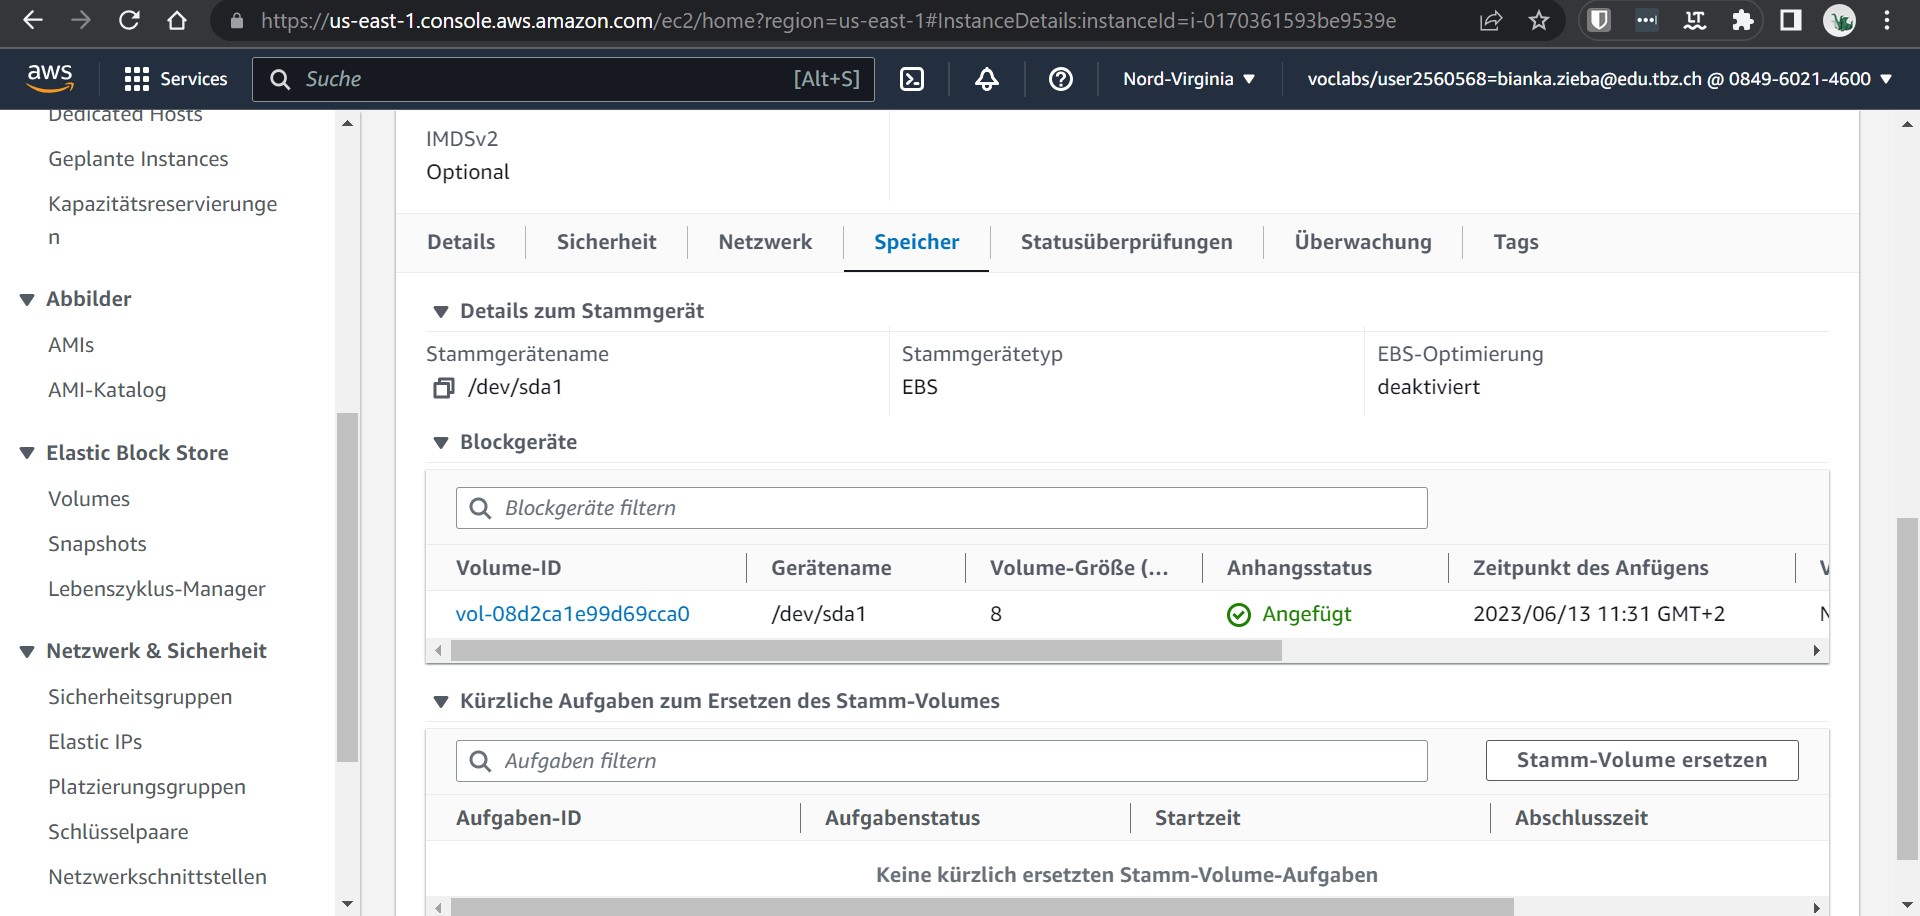 https://us-east-1.console.aws.amazon.com/ec2/home?region=us-east-1#InstanceDetails:instanceId=i-0170361593be9539e
aws
Services
Suche
[Alt+S]
Nord-Virginia
voclabs/user2560568=bianka.zieba@edu.tbz.ch @ 0849-6021-4600
Dedicated Hosts
Geplante Instances
Kapazitätsreservierunge
n
Abbilder
AMIs
AMI-Katalog
Elastic Block Store
Volumes
Snapshots
Lebenszyklus-Manager
Netzwerk & Sicherheit
Sicherheitsgruppen
Elastic IPs
Platzierungsgruppen
Schlüsselpaare
Netzwerkschnittstellen
IMDSv2
Optional
Details Sicherheit Netzwerk Speicher Statusüberprüfungen Überwachung Tags
Details zum Stammgerät
Stammgerätename Stammgerätetyp EBS-Optimierung
/dev/sda1 EBS deaktiviert
Blockgeräte
Blockgeräte filtern
Volume-ID Gerätename Volume-Größe (... Anhangsstatus Zeitpunkt des Anfügens
vol-08d2ca1e99d69cca0 /dev/sda1 8 Angefügt 2023/06/13 11:31 GMT+2
Kürzliche Aufgaben zum Ersetzen des Stamm-Volumes
Aufgaben filtern
Stamm-Volume ersetzen
Aufgaben-ID Aufgabenstatus Startzeit Abschlusszeit
Keine kürzlich ersetzten Stamm-Volume-Aufgaben